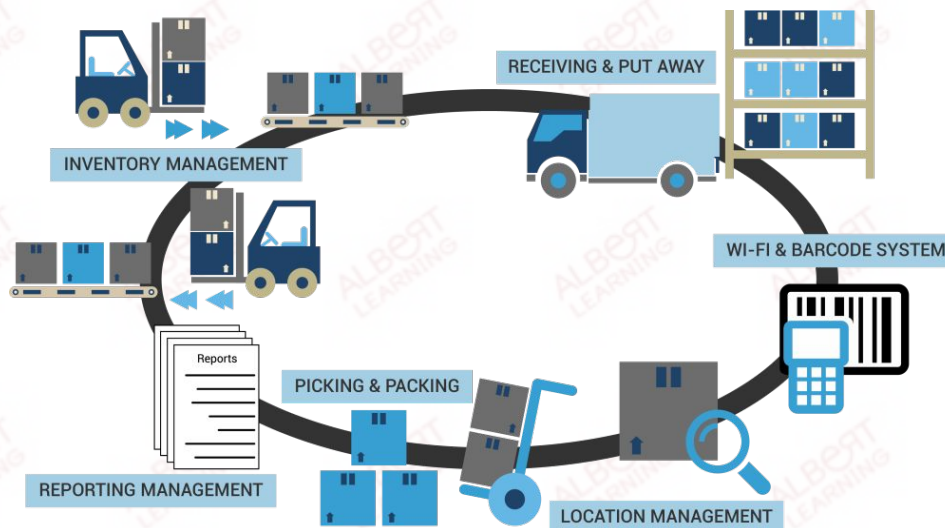 RECEIVING & PUT AWAY
INVENTORY MANAGEMENT
WI-FI & BARCODE SYSTEM
Reports
PICKING & PACKING
REPORTING MANAGEMENT
LOCATION MANAGEMENT
ALBERT
LEARNING